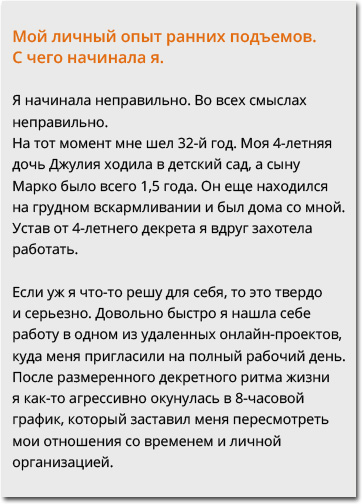 Мой личный опыт ранних подъемов.
С чего начинала я.
Я начинала неправильно. Во всех смыслах
неправильно.
На тот момент мне шел 32-й год. Моя 4-летняя
дочь Джулия ходила в детский сад, а сыну
Марко было всего 1,5 года. Он еще находился
на грудном вскармливании и был дома со мной.
Устав от 4-летнего декрета я вдруг захотела
работать.
Если уж я что-то решу для себя, то это твердо
и серьезно. Довольно быстро я нашла себе
работу в одном из удаленных онлайн-проектов,
куда меня пригласили на полный рабочий день.
После размеренного декретного ритма жизни
я как-то агрессивно окунулась в 8-часовой
график, который заставил меня пересмотреть
мои отношения со временем и личной
организацией.